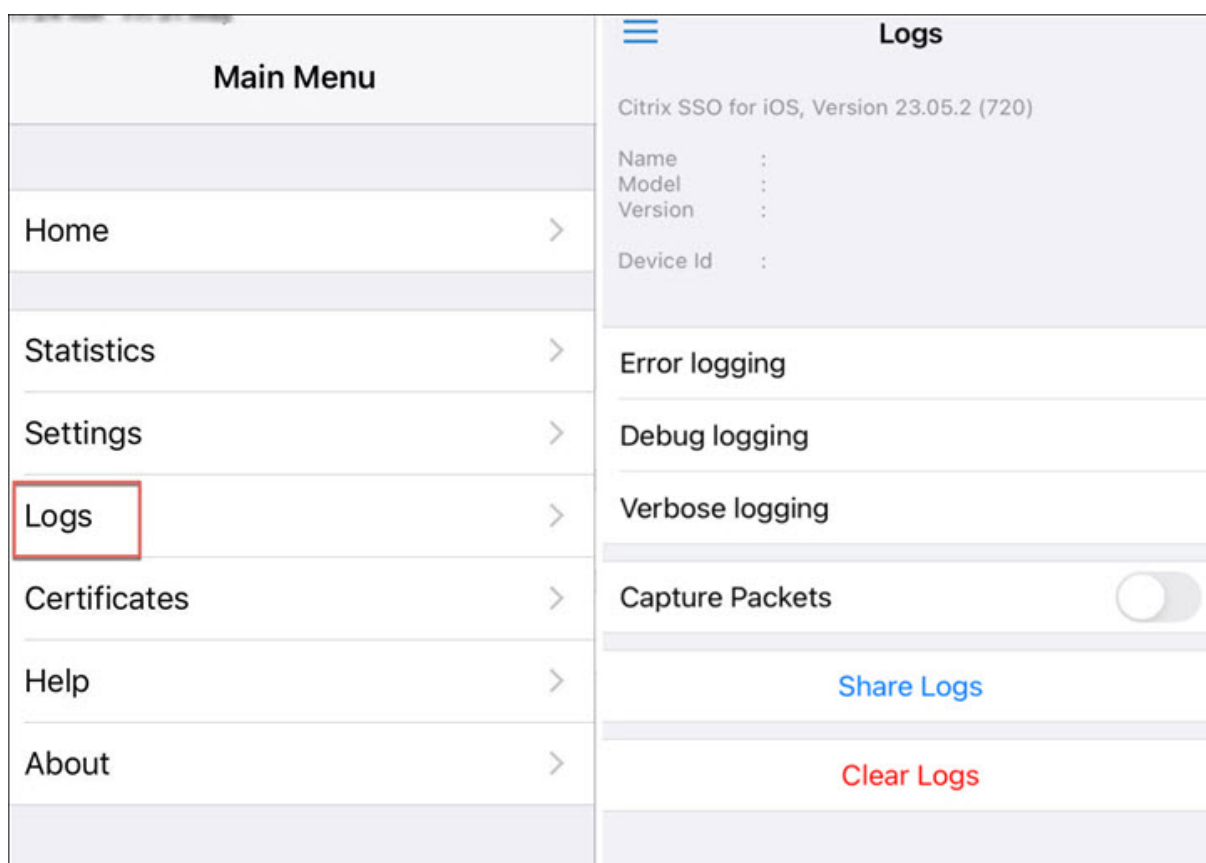 Main Menu
Home
Statistics
Settings
Logs
Certificates
Help
About
Logs
Citrix SSO for iOS, Version 23.05.2 (720)
Name :
Model :
Version :
Device Id :
Error logging
Debug logging
Verbose logging
Capture Packets
Share Logs
Clear Logs